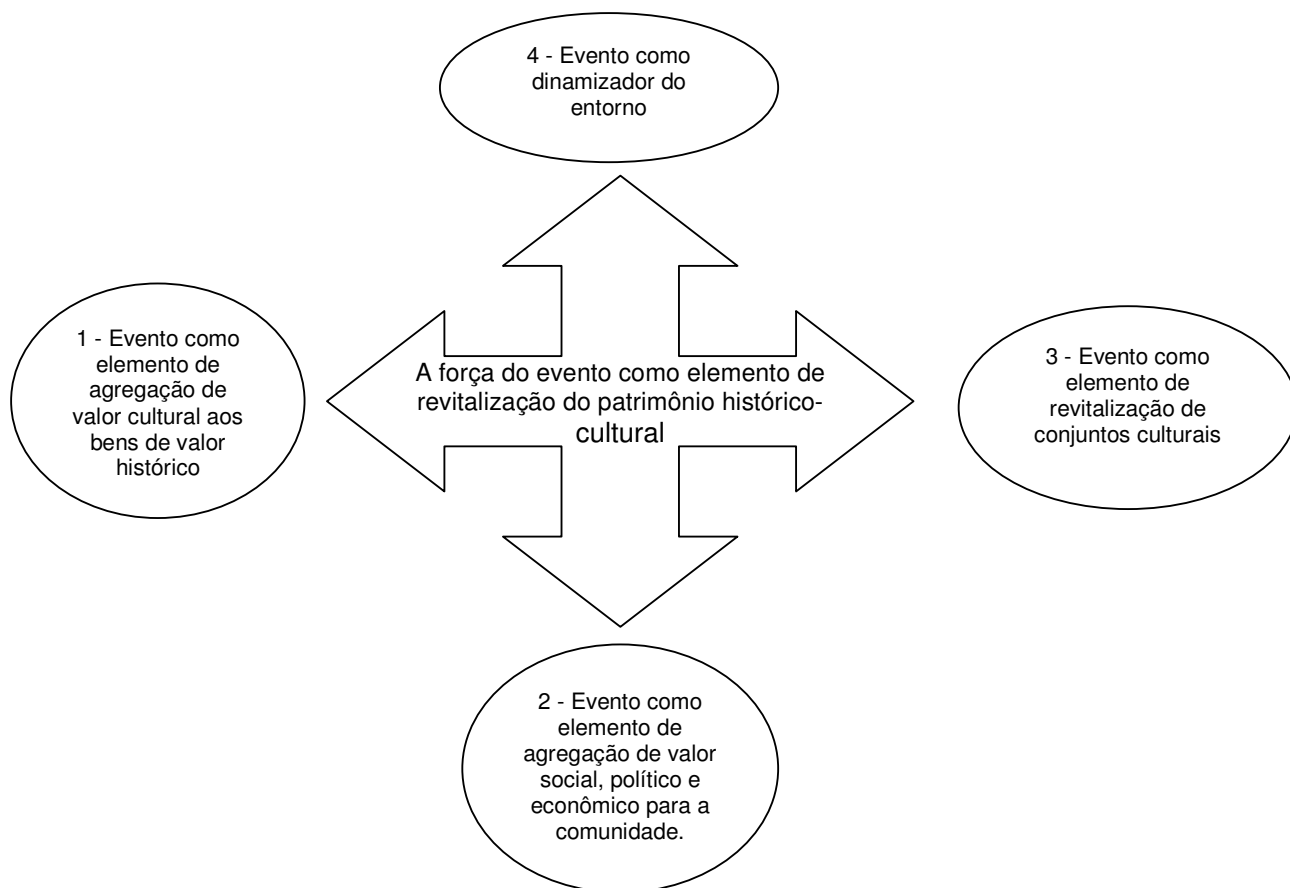 4 - Evento como
dinamizador do
entorno
1 - Evento como
elemento de
agregação de
valor cultural aos
bens de valor
histórico
A força do evento como elemento de
revitalização do patrimônio histórico-
cultural
3 - Evento como
elemento de
revitalização de
conjuntos culturais
2 - Evento como
elemento de
agregação de valor
social, político e
econômico para a
comunidade.